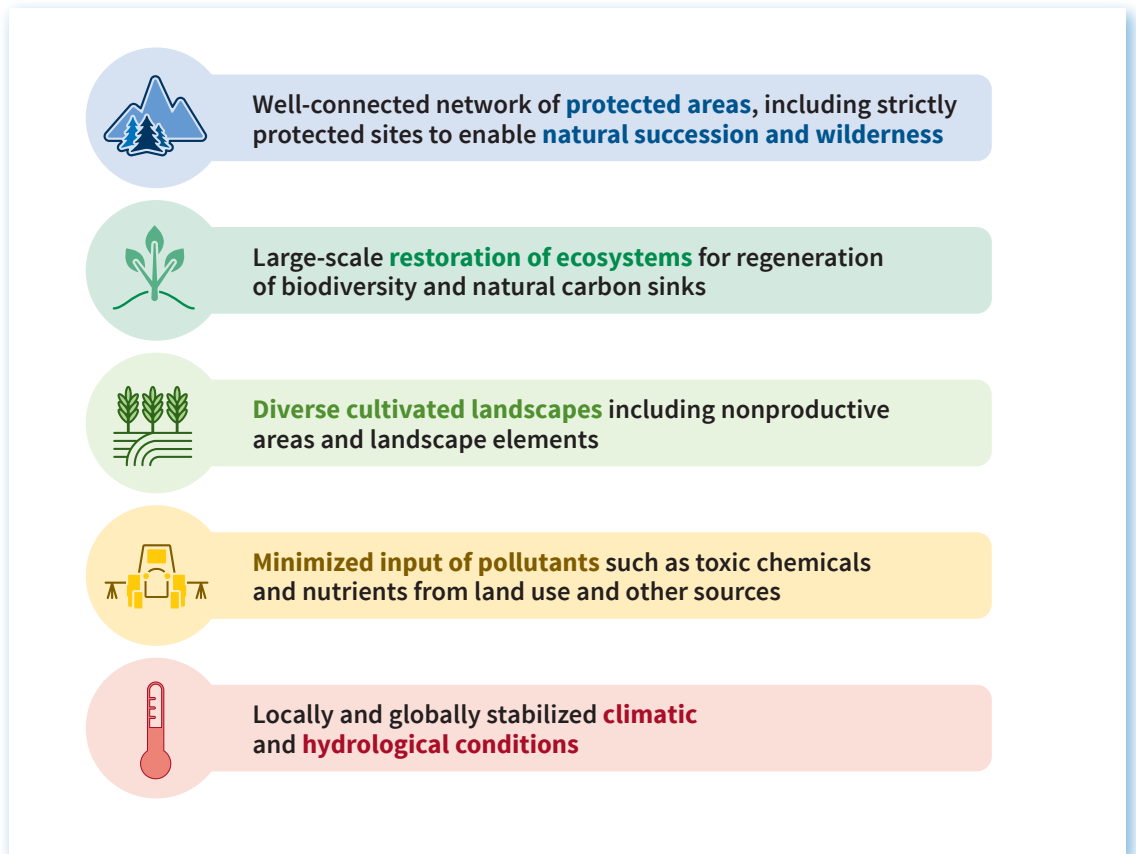 Well-connected network of protected areas, including strictly
protected sites to enable natural succession and wilderness
Large-scale restoration of ecosystems for regeneration
of biodiversity and natural carbon sinks
Diverse cultivated landscapes including nonproductive
areas and landscape elements
Minimized input of pollutants such as toxic chemicals
and nutrients from land use and other sources
Locally and globally stabilized climatic
and hydrological conditions